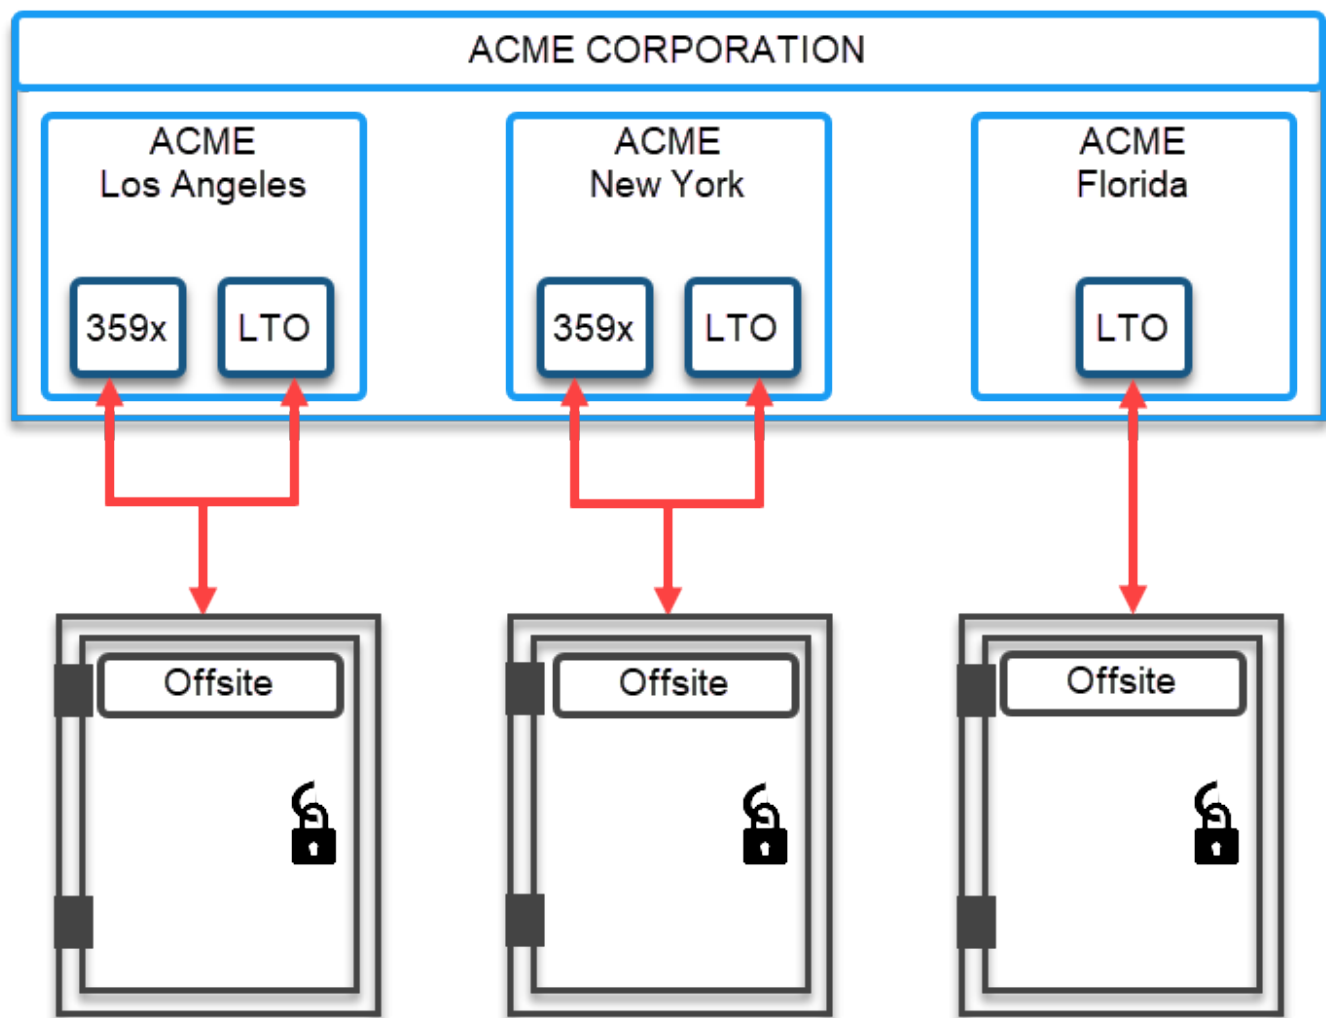 ACME CORPORATION
ACME
Los Angeles
ACME
New York
ACME
Florida
359x
LTO
359x
LTO
LTO
Offsite
Offsite
Offsite